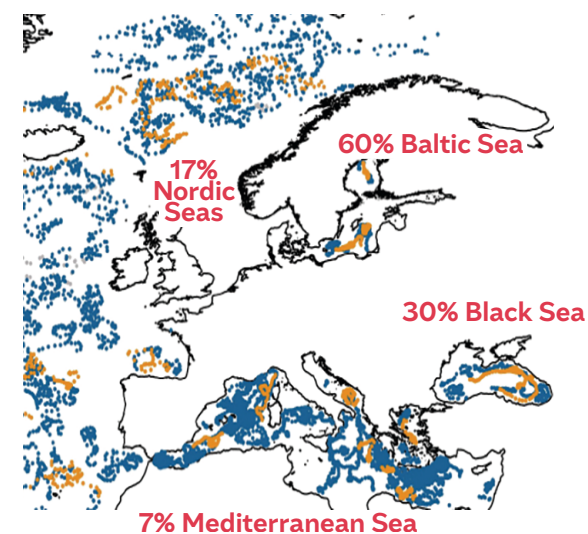 60% Baltic Sea
17%
Nordic
Seas
30% Black Sea
7% Mediterranean Sea